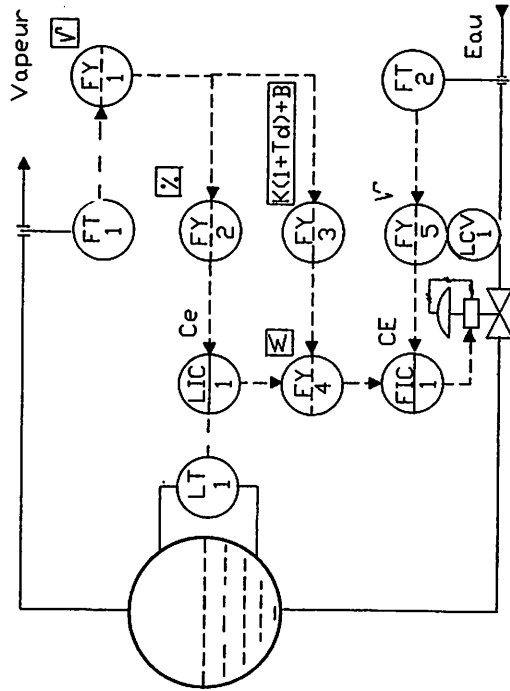 Vapeur
√
FT
1
FY
1
%
Ce
LT
1
LIC
1
FY
2
Σ
K(1+Td)+B
FY
4
FY
3
CE
√
FIC
1
FY
5
FT
2
LCV
1
Eau